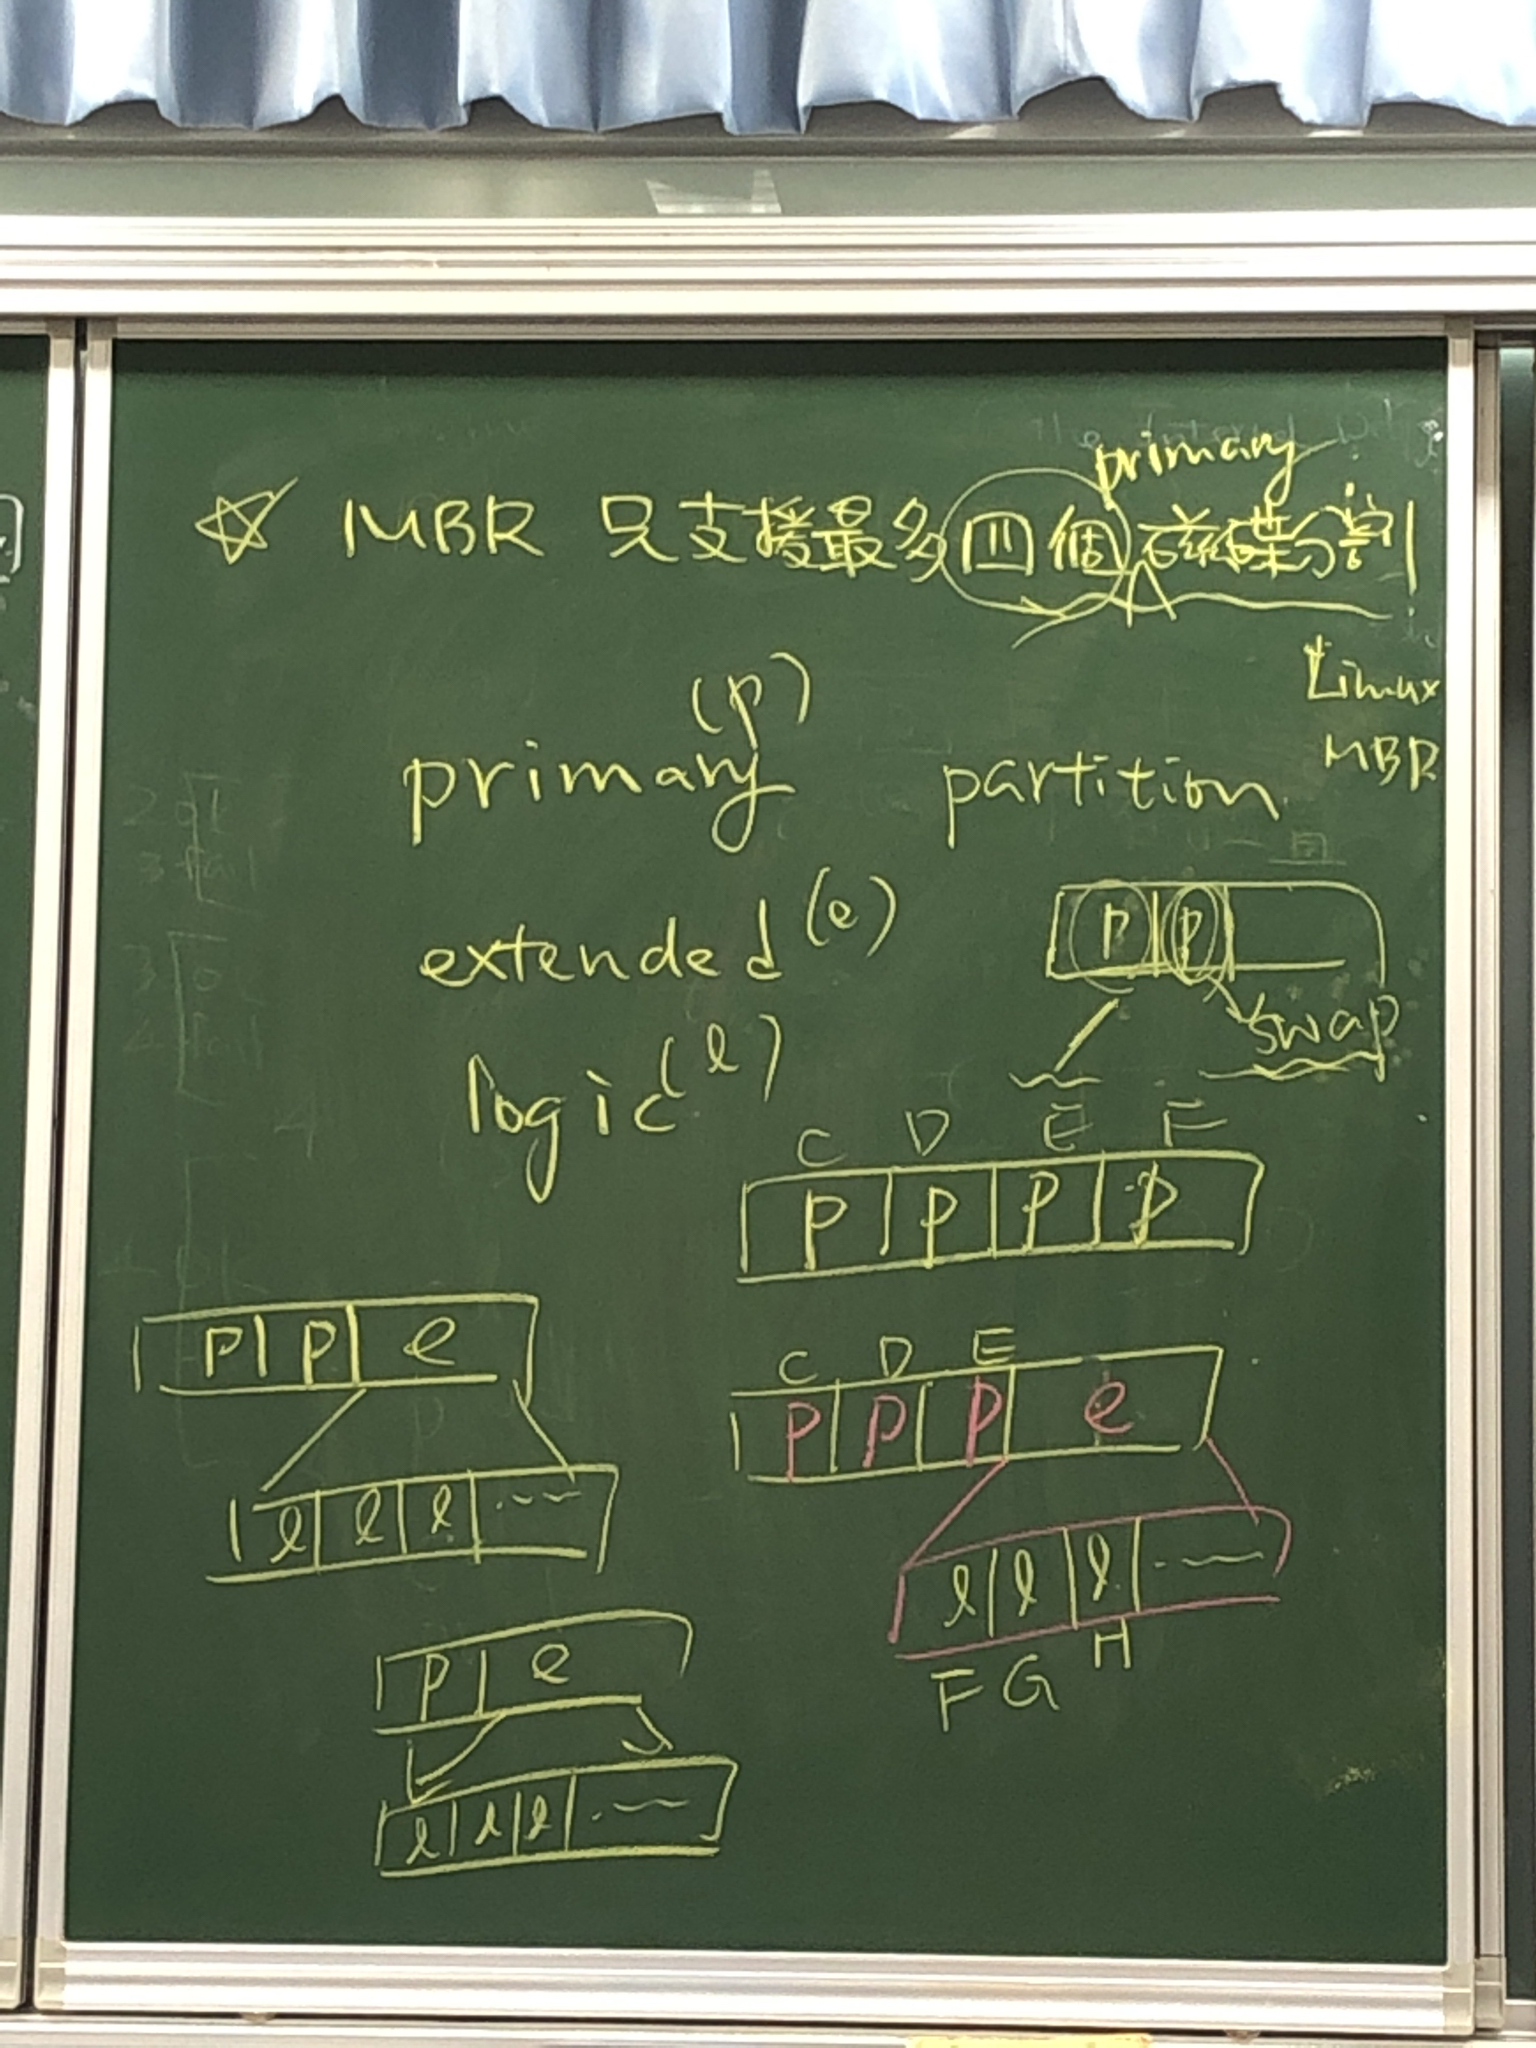 primary
☆ MBR 只支援最多四個磁碟分割
Linux
MBR
(p)
primary partition
extended (e)
p p
swap
logic (l)
C D E F
p p p p
p p e
l l l ……
C D E
p p p e
l l l ……
F G H
p e
l l l ……